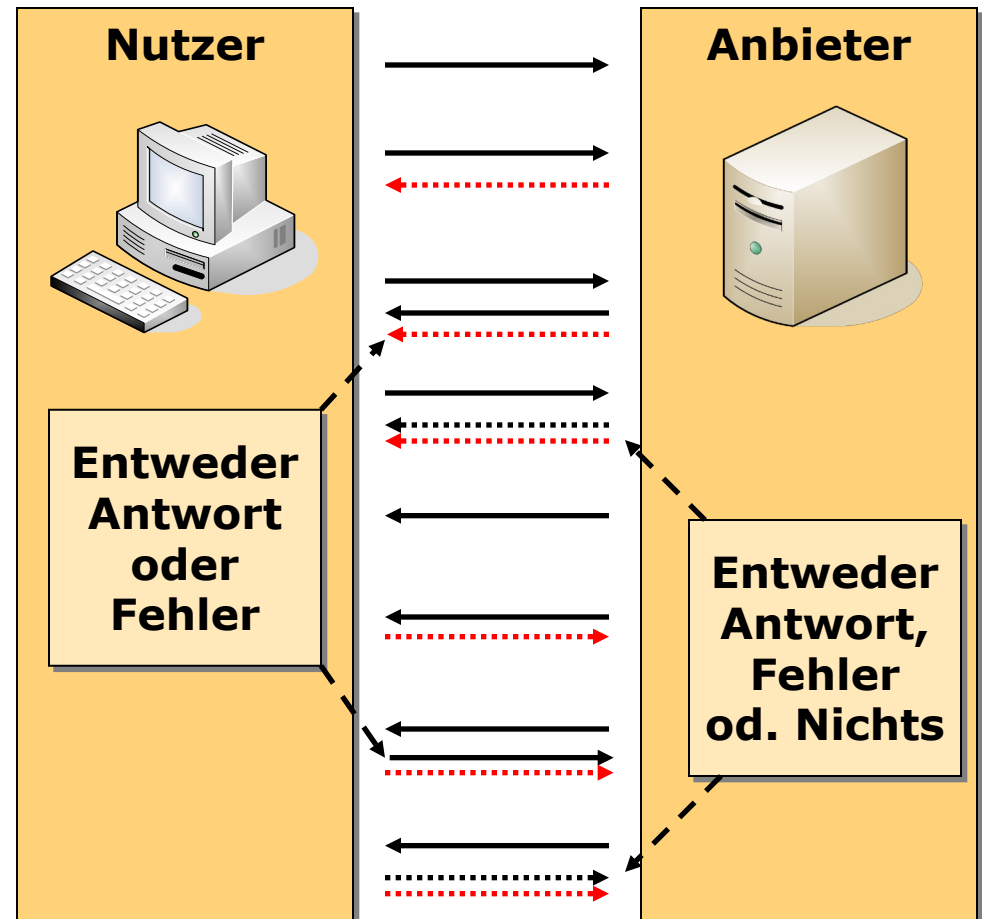 Nutzer
Anbieter
Entweder
Antwort
oder
Fehler
Entweder
Antwort,
Fehler
od. Nichts